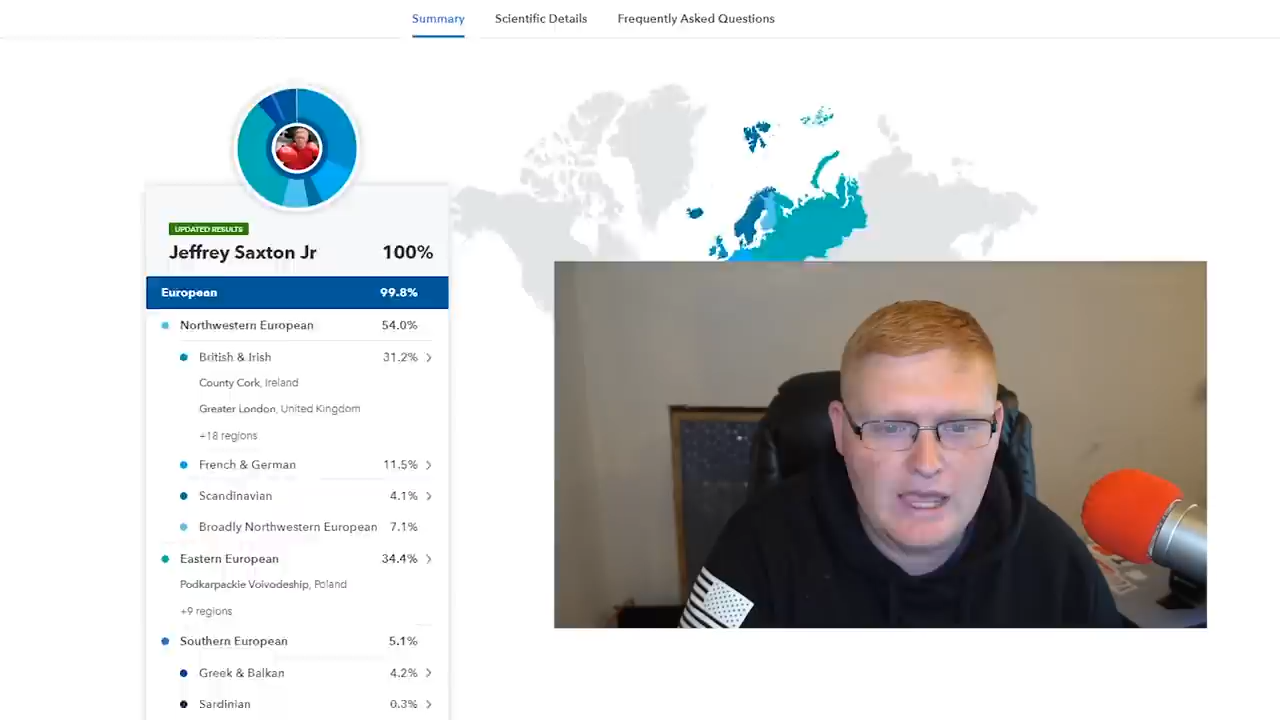 Summary Scientific Details Frequently Asked Questions
UPDATED RESULTS
Jeffrey Saxton Jr 100%
European 99.8%
Northwestern European 54.0%
British & Irish 31.2%
County Cork, Ireland
Greater London, United Kingdom
+18 regions
French & German 11.5%
Scandinavian 4.1%
Broadly Northwestern European 7.1%
Eastern European 34.4%
Podkarpackie Voivodeship, Poland
+9 regions
Southern European 5.1%
Greek & Balkan 4.2%
Sardinian 0.3%